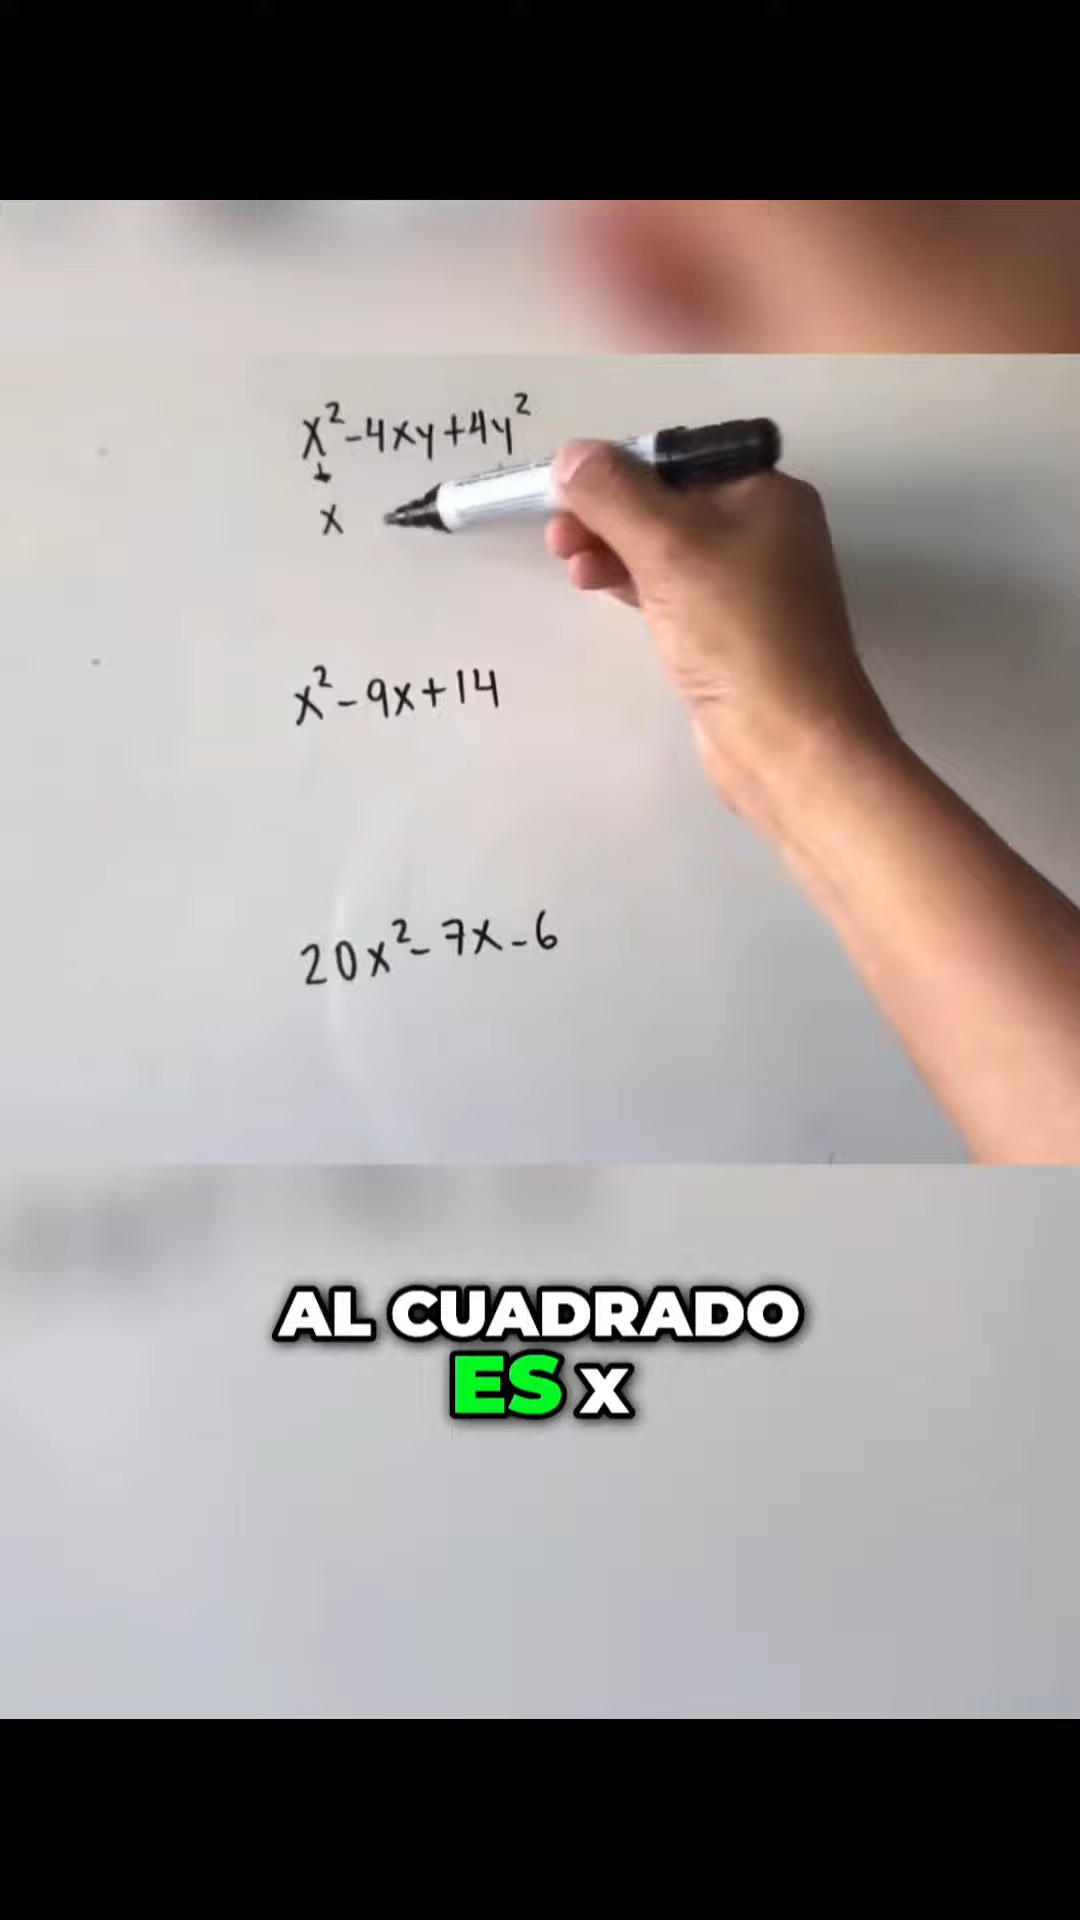 x²-4xy+4y²
↓
x
x²-9x+14
20x²-7x-6
AL CUADRADO
ES X